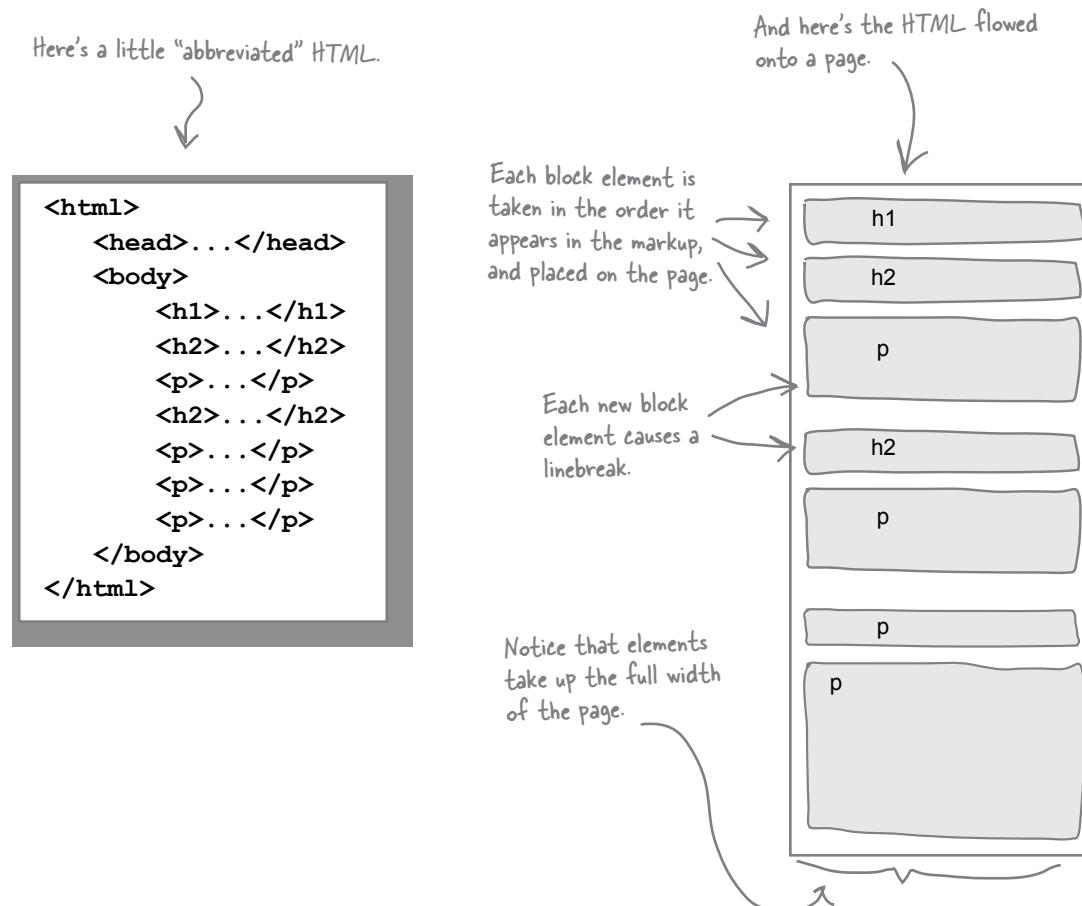 Here's a little “abbreviated” HTML.
<html>
<head>...</head>
<body>
<h1>...</h1>
<h2>...</h2>
<p>...</p>
<h2>...</h2>
<p>...</p>
<p>...</p>
<p>...</p>
</body>
</html>
And here's the HTML flowed
onto a page.
Each block element is
taken in the order it
appears in the markup,
and placed on the page.
Each new block
element causes a
linebreak.
Notice that elements
take up the full width
of the page.
h1
h2
p
h2
p
p
p